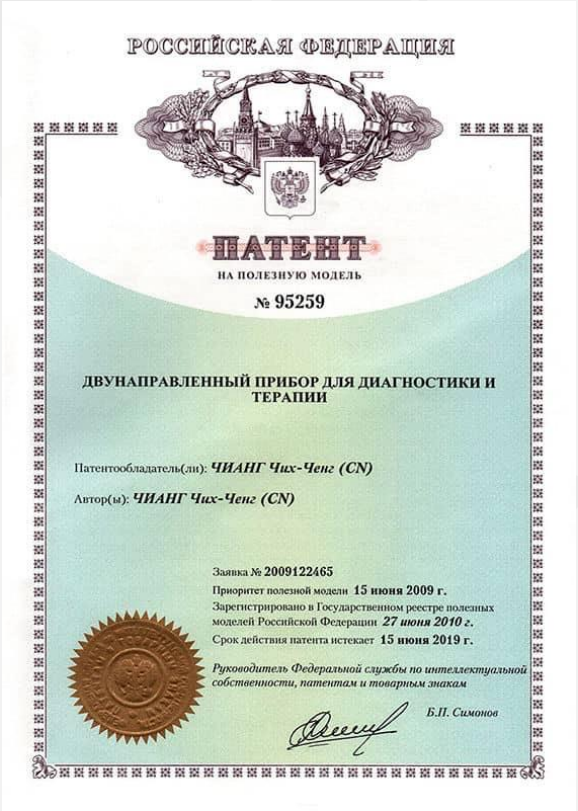 РОССИЙСКАЯ ФЕДЕРАЦИЯ
ПАТЕНТ
НА ПОЛЕЗНУЮ МОДЕЛЬ
№ 95259
ДВУНАПРАВЛЕННЫЙ ПРИБОР ДЛЯ ДИАГНОСТИКИ И
ТЕРАПИИ
Патентообладатель(ли): ЧИАНГ Чих-Ченг (CN)
Автор(ы): ЧИАНГ Чих-Ченг (CN)
Заявка № 2009122465
Приоритет полезной модели 15 июня 2009 г.
Зарегистрировано в Государственном реестре полезных
моделей Российской Федерации 27 июня 2010 г.
Срок действия патента истекает 15 июня 2019 г.
Руководитель Федеральной службы по интеллектуальной
собственности, патентам и товарным знакам
Б.П. Симонов